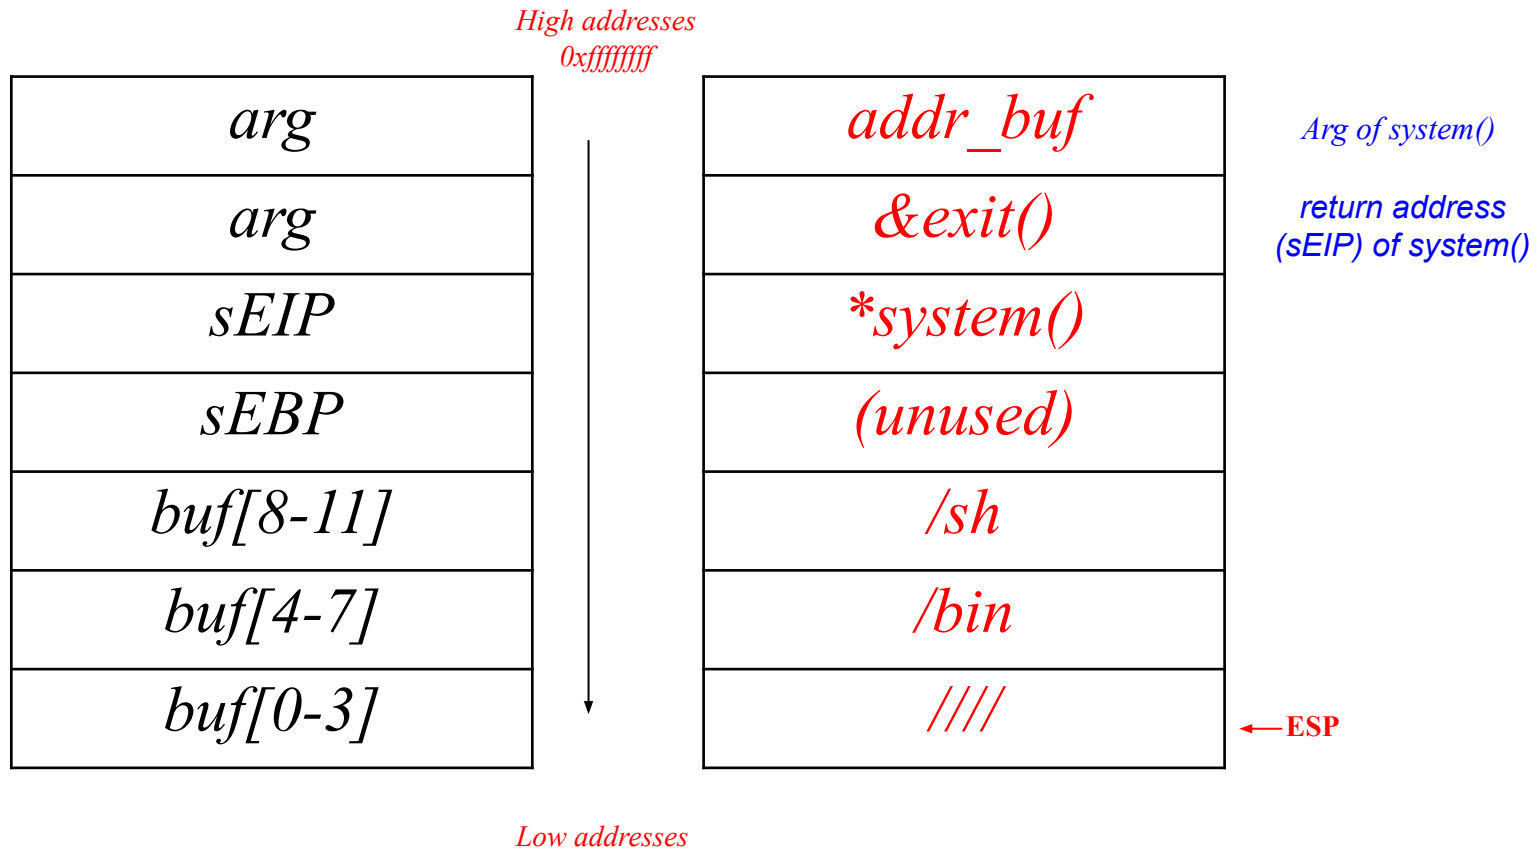 High addresses
0xffffffff
arg
addr_buf
Arg of system()
arg
&exit()
return address
(sEIP) of system()
sEIP
*system()
sEBP
(unused)
buf[8-11]
/sh
buf[4-7]
/bin
buf[0-3]
////
ESP
Low addresses